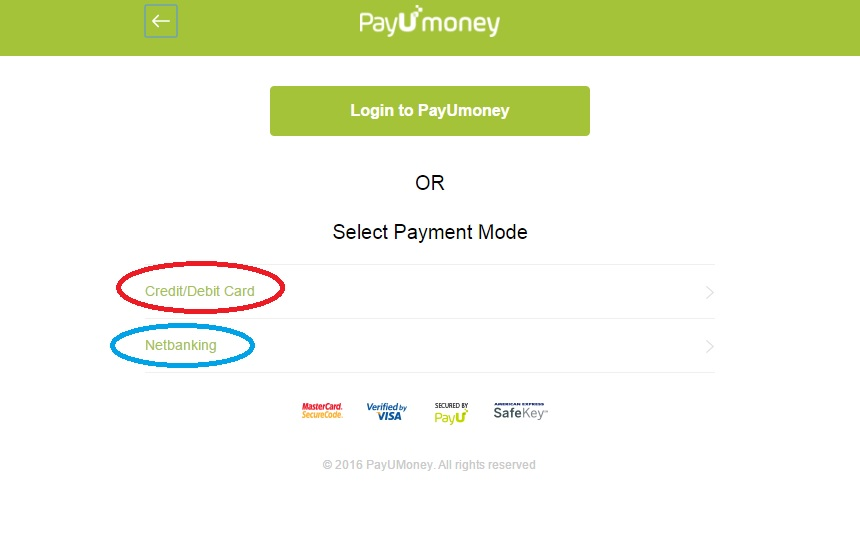 PayUmoney
Login to PayUmoney
OR
Select Payment Mode
Credit/Debit Card
Netbanking
MasterCard.
SecureCode.
Verified by
VISA
SECURED BY
PayU
AMERICAN EXPRESS
SafeKey™
© 2016 PayUMoney. All rights reserved